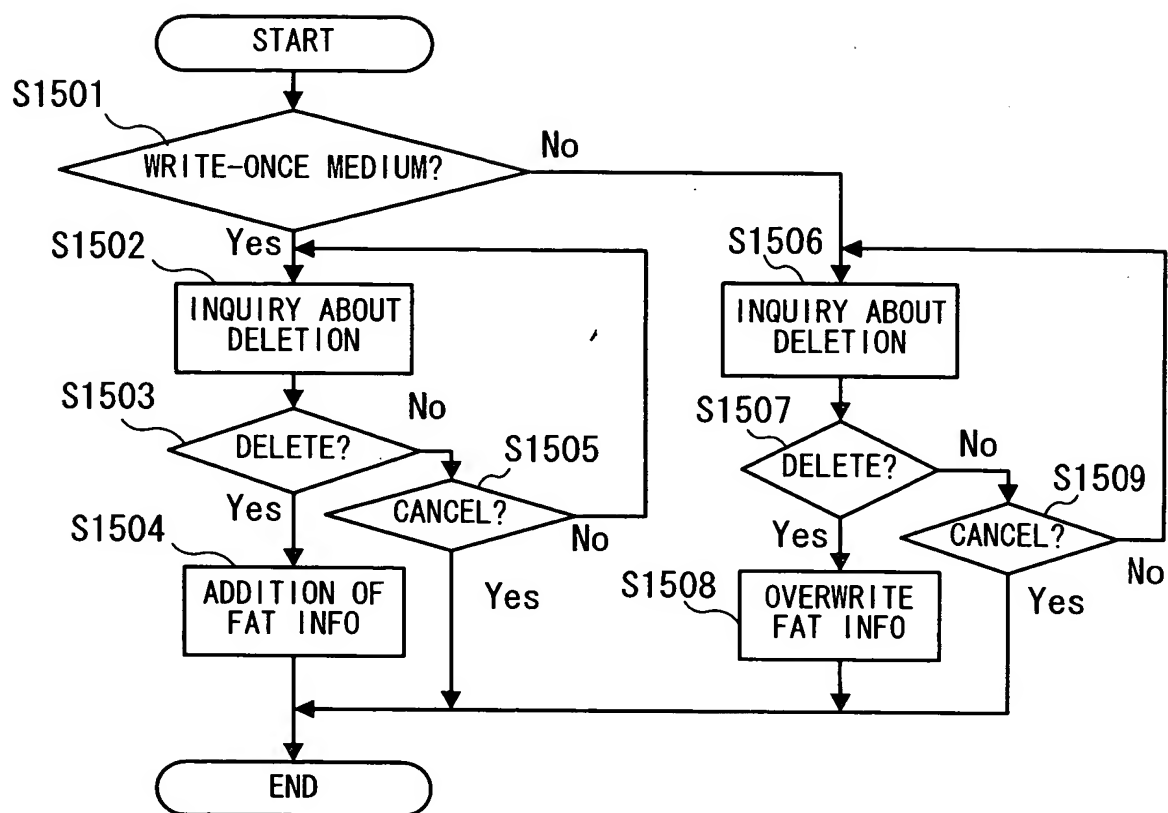 START
S1501
WRITE-ONCE MEDIUM?
No
Yes
S1502
INQUIRY ABOUT
DELETION
S1503
DELETE?
No
Yes
S1505
CANCEL?
No
Yes
S1504
ADDITION OF
FAT INFO
S1506
INQUIRY ABOUT
DELETION
S1507
DELETE?
No
Yes
S1509
CANCEL?
No
Yes
S1508
OVERWRITE
FAT INFO
END